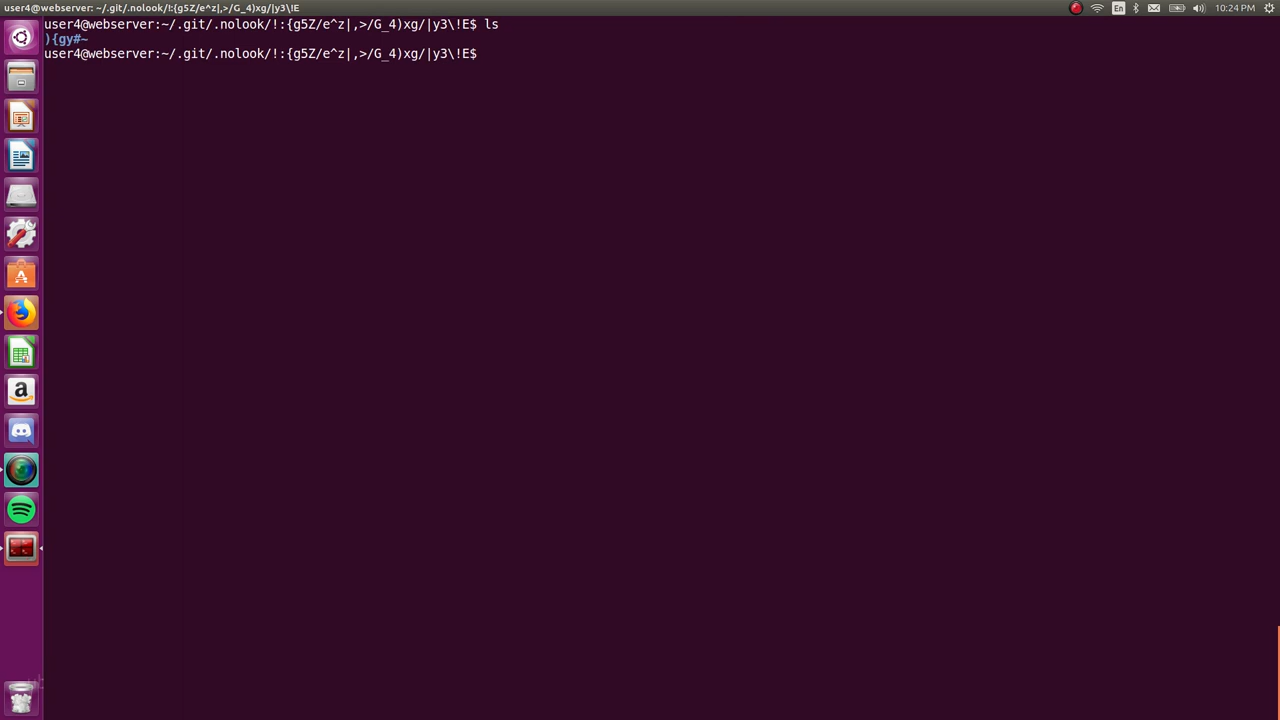 user4@webserver: ~/.git/.nolook/!:{g5Z/e^z|,>/G_4)xg/|y3\!E
En
10:24 PM
user4@webserver:~/.git/.nolook/!:{g5Z/e^z|,>/G_4)xg/|y3\!E$ ls
){gy#~
user4@webserver:~/.git/.nolook/!:{g5Z/e^z|,>/G_4)xg/|y3\!E$